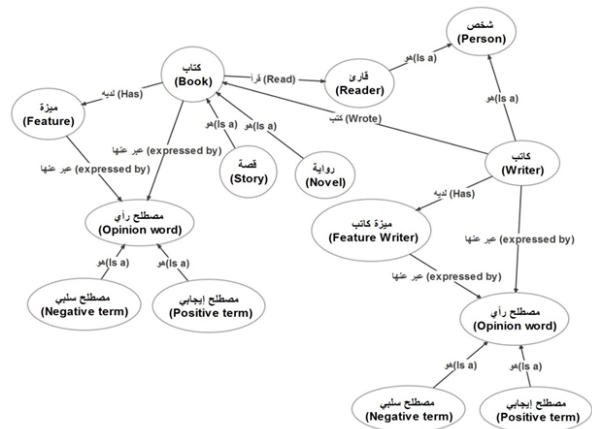 شخص
(Person)
هو(Is a)
هو(Is a)
كتاب
(Book)
قرأ (Read)
قارئ
(Reader)
لديه (Has)
ميزة
(Feature)
هو(Is a)
هو(Is a)
كتب (Wrote)
كاتب
(Writer)
عبر عنها (expressed by)
عبر عنها (expressed by)
قصة
(Story)
رواية
(Novel)
لديه (Has)
ميزة كاتب
(Feature Writer)
مصطلح رأي
(Opinion word)
عبر عنها (expressed by)
عبر عنها (expressed by)
هو(Is a)
هو(Is a)
مصطلح سلبي
(Negative term)
مصطلح إيجابي
(Positive term)
مصطلح رأي
(Opinion word)
هو(Is a)
هو(Is a)
مصطلح سلبي
(Negative term)
مصطلح إيجابي
(Positive term)